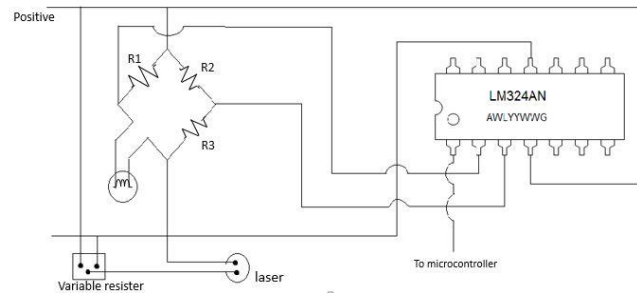 Positive
R1
R2
LM324AN
AWLYYWWG
R3
To microcontroller
laser
Variable resister